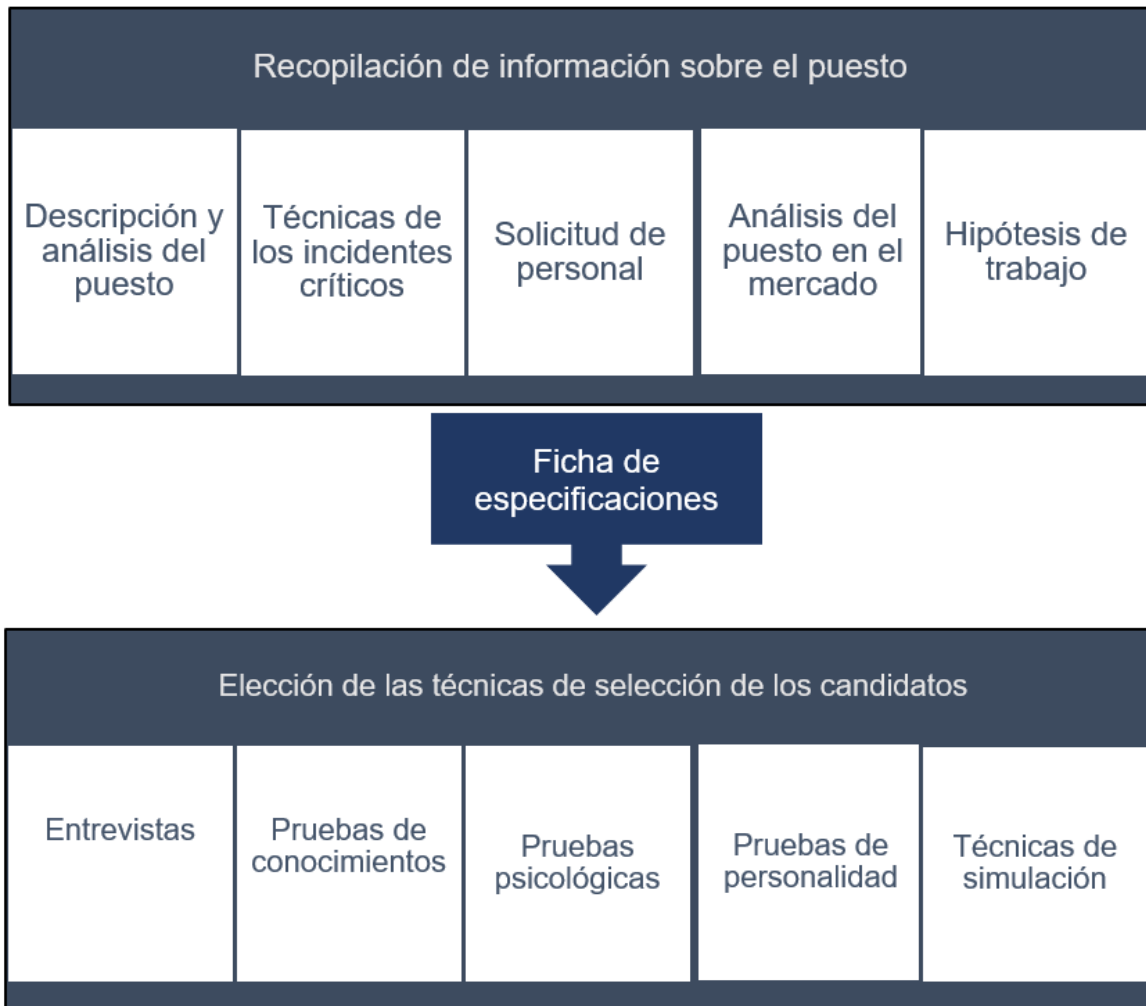 Recopilación de información sobre el puesto
Descripción y
análisis del
puesto
Técnicas de
los incidentes
críticos
Solicitud de
personal
Análisis del
puesto en el
mercado
Hipótesis de
trabajo
Ficha de
especificaciones
Elección de las técnicas de selección de los candidatos
Entrevistas
Pruebas de
conocimientos
Pruebas
psicológicas
Pruebas de
personalidad
Técnicas de
simulación